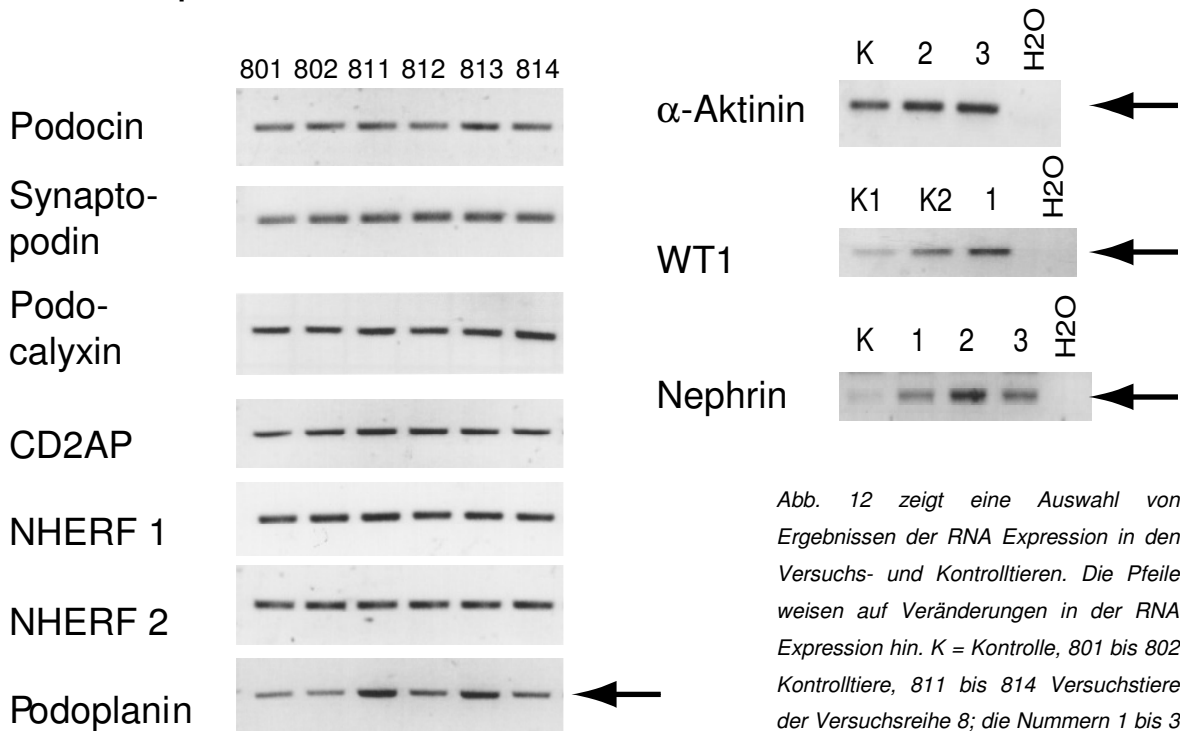 801 802 811 812 813 814
Podocin
Synapto-
podin
Podo-
calyxin
CD2AP
NHERF 1
NHERF 2
Podoplanin
K 2 3 H2O
α-Aktinin
K1 K2 1 H2O
WT1
K 1 2 3 H2O
Nephrin
Abb. 12 zeigt eine Auswahl von
Ergebnissen der RNA Expression in den
Versuchs- und Kontrolltieren. Die Pfeile
weisen auf Veränderungen in der RNA
Expression hin. K = Kontrolle, 801 bis 802
Kontrolltiere, 811 bis 814 Versuchstiere
der Versuchsreihe 8; die Nummern 1 bis 3